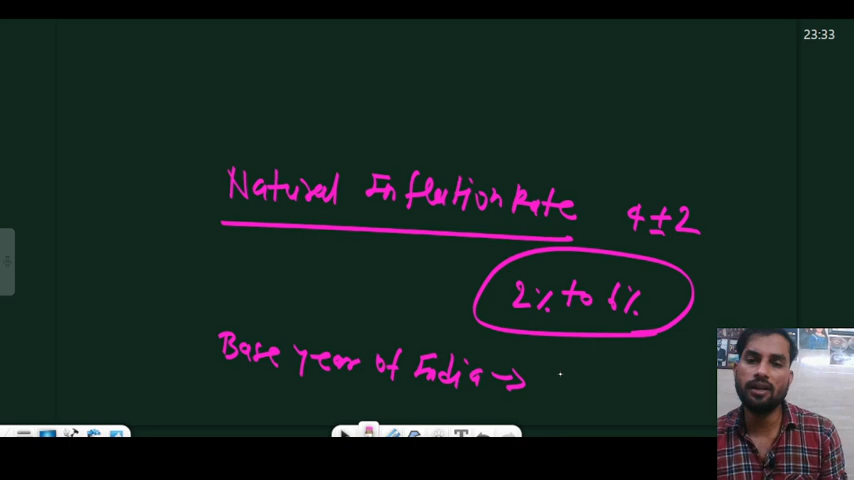 23:33
Natural Inflation Rate 4±2
2% to 6%
Base year of India →